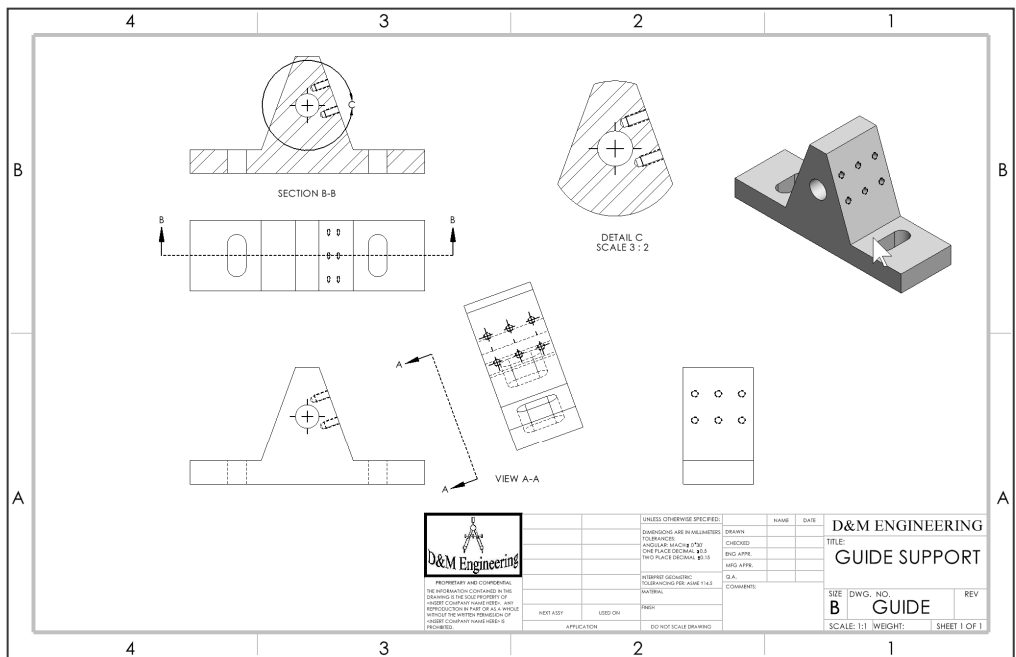 4
3
2
1
B
B
C
SECTION B-B
DETAIL C
SCALE 3 : 2
B
B
A
A
VIEW A-A
A
A
D&M Engineering
PROPRIETARY AND CONFIDENTIAL
THE INFORMATION CONTAINED IN THIS
DRAWING IS THE SOLE PROPERTY OF
<INSERT COMPANY NAME HERE>. ANY
REPRODUCTION IN PART OR AS A WHOLE
WITHOUT THE WRITTEN PERMISSION OF
<INSERT COMPANY NAME HERE> IS
PROHIBITED.
NEXT ASSY
USED ON
APPLICATION
UNLESS OTHERWISE SPECIFIED:
DIMENSIONS ARE IN MILLIMETERS
TOLERANCES:
ANGULAR: MACH± 0°30'
ONE PLACE DECIMAL ±0.5
TWO PLACE DECIMAL ±0.15
INTERPRET GEOMETRIC
TOLERANCING PER: ASME Y14.5
MATERIAL
FINISH
DO NOT SCALE DRAWING
NAME
DATE
DRAWN
CHECKED
ENG APPR.
MFG APPR.
Q.A.
COMMENTS:
D&M ENGINEERING
TITLE:
GUIDE SUPPORT
SIZE
B
DWG. NO.
GUIDE
REV
SCALE: 1:1
WEIGHT:
SHEET 1 OF 1
4
3
2
1